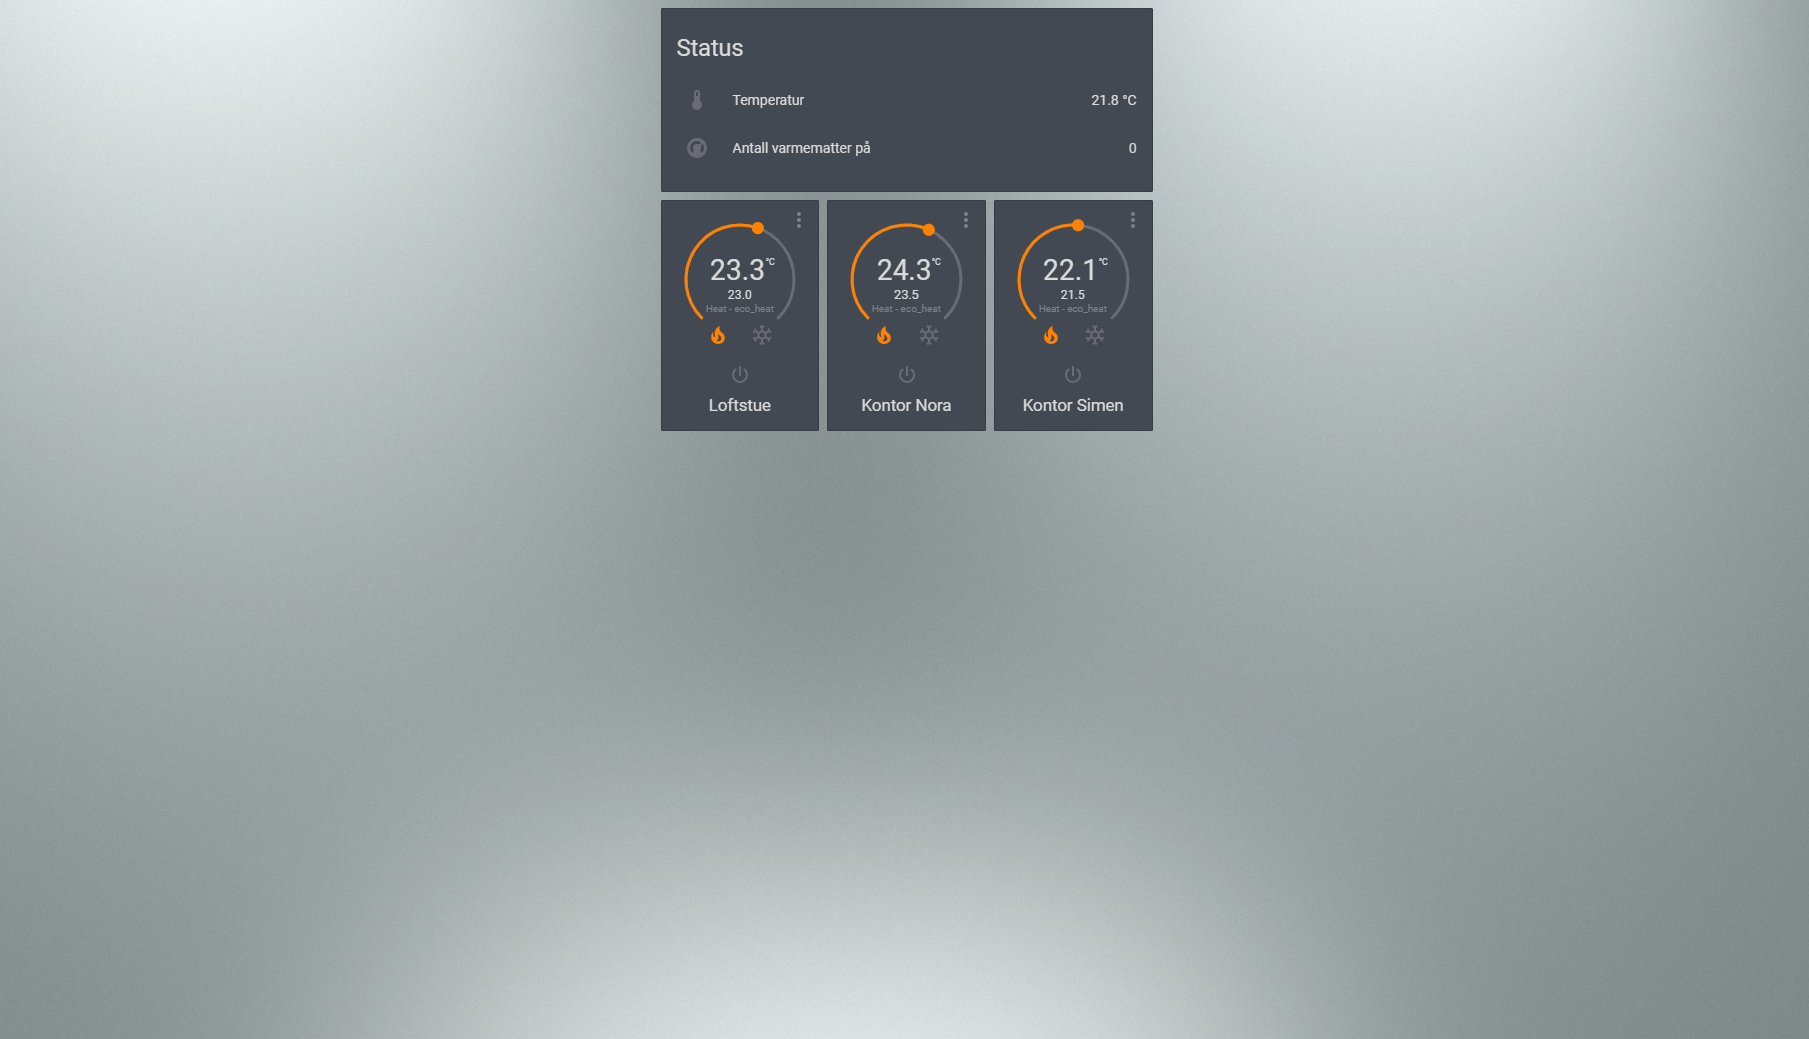 Status
Temperatur 21.8 °C
Antall varmematter på 0
23.3 °C
23.0
Heat - eco_heat
Loftstue
24.3 °C
23.5
Heat - eco_heat
Kontor Nora
22.1 °C
21.5
Heat - eco_heat
Kontor Simen